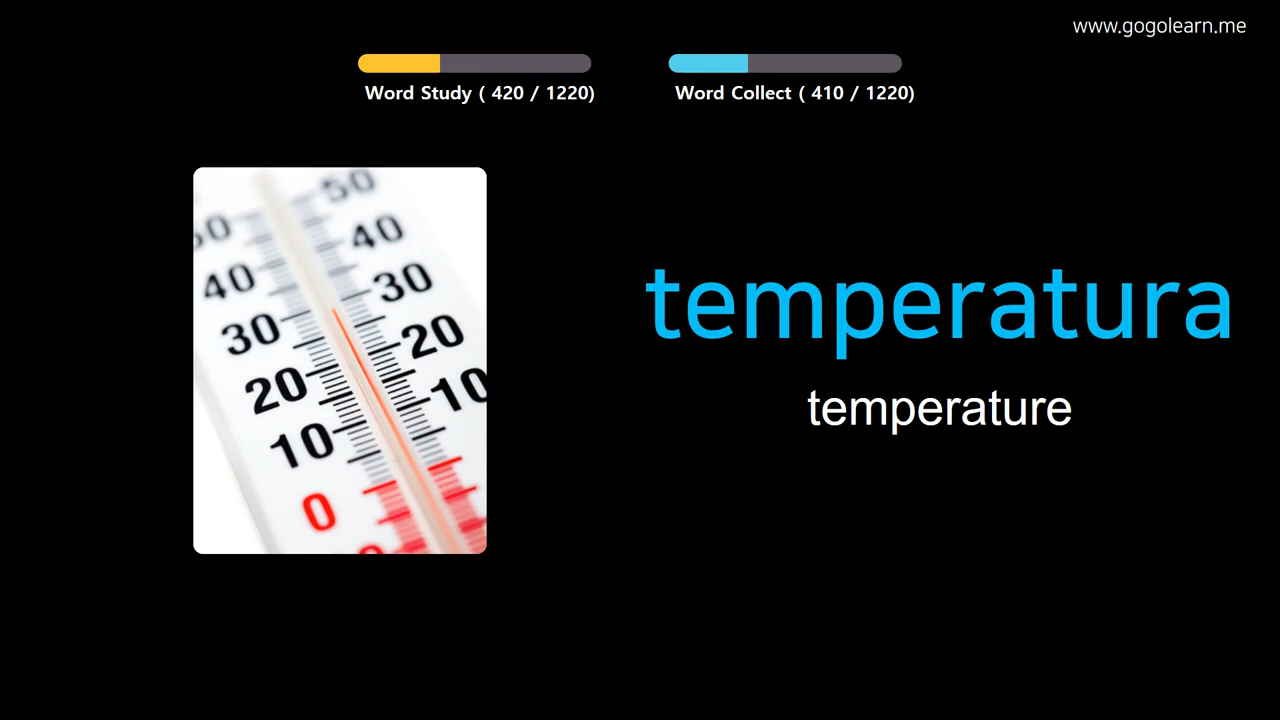 www.gogolearn.me
Word Study ( 420 / 1220)
Word Collect ( 410 / 1220)
50
40
40
30
30
20
20
10
10
0
temperatura
temperature